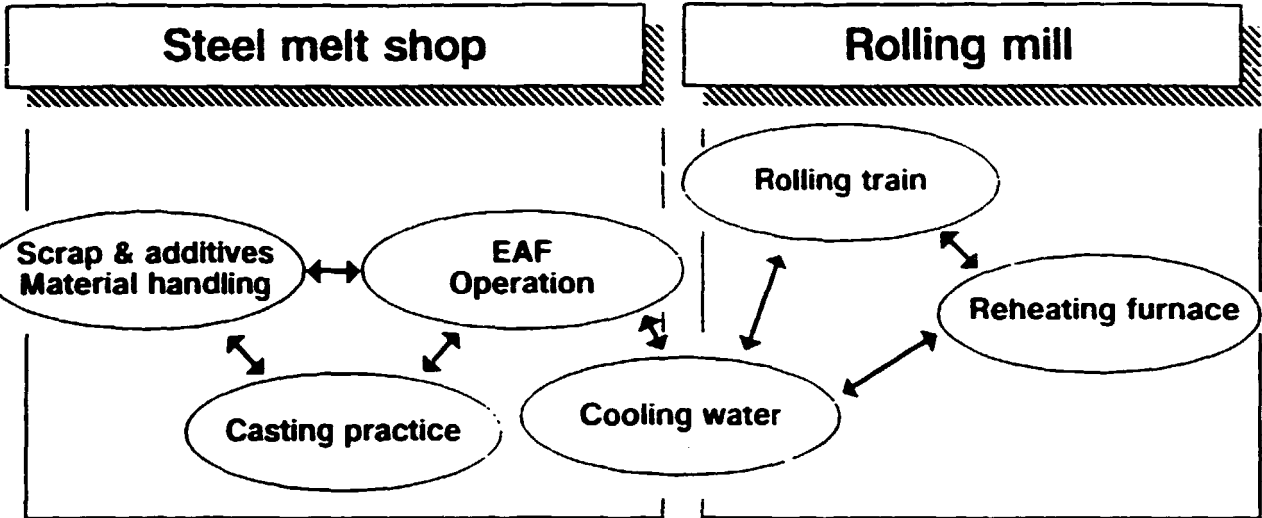 Steel melt shop
Rolling mill
Rolling train
Scrap & additives
Material handling
EAF
Operation
Reheating furnace
Casting practice
Cooling water